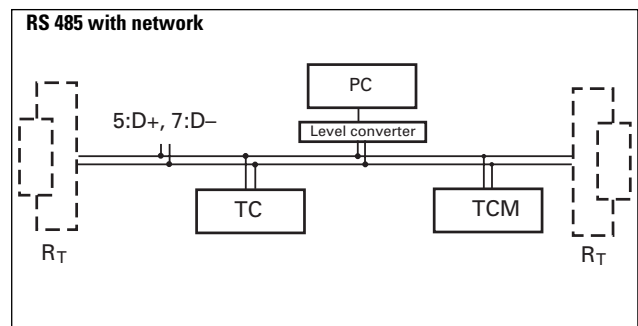 RS 485 with network
PC
5:D+, 7:D–
Level converter
TC
TCM
RT
RT